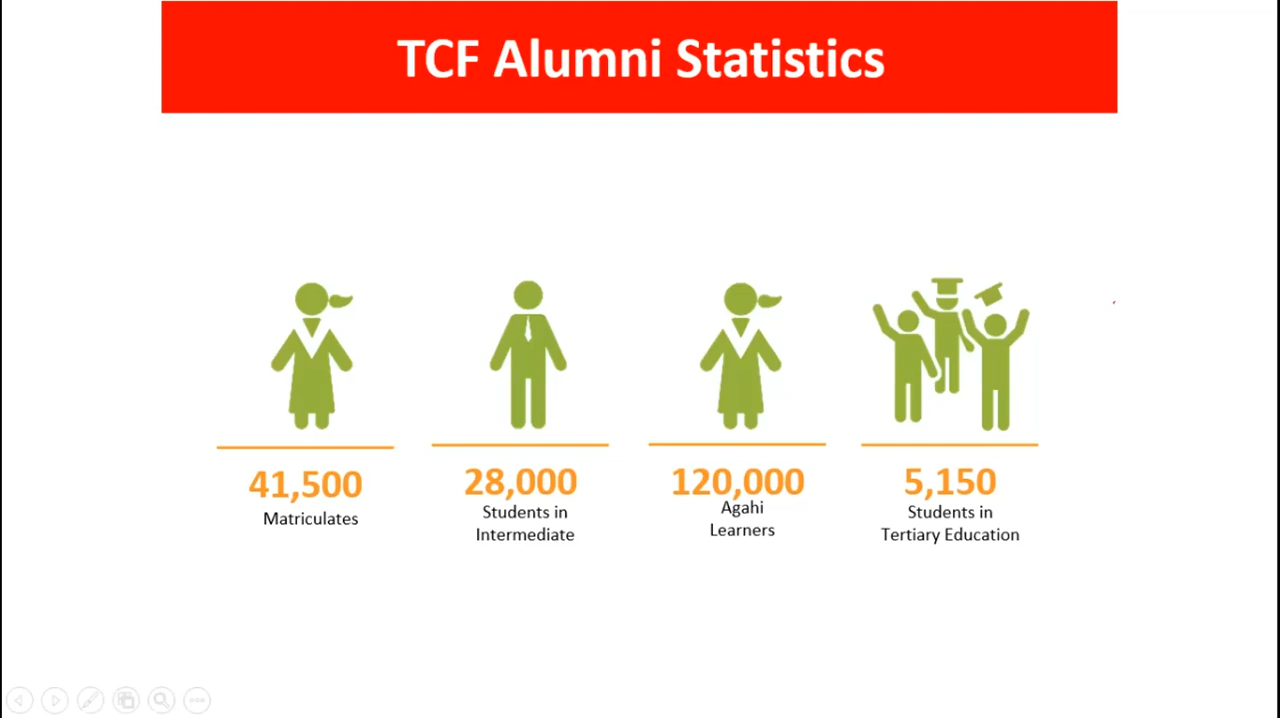 TCF Alumni Statistics
41,500
Matriculates
28,000
Students in
Intermediate
120,000
Agahi
Learners
5,150
Students in
Tertiary Education